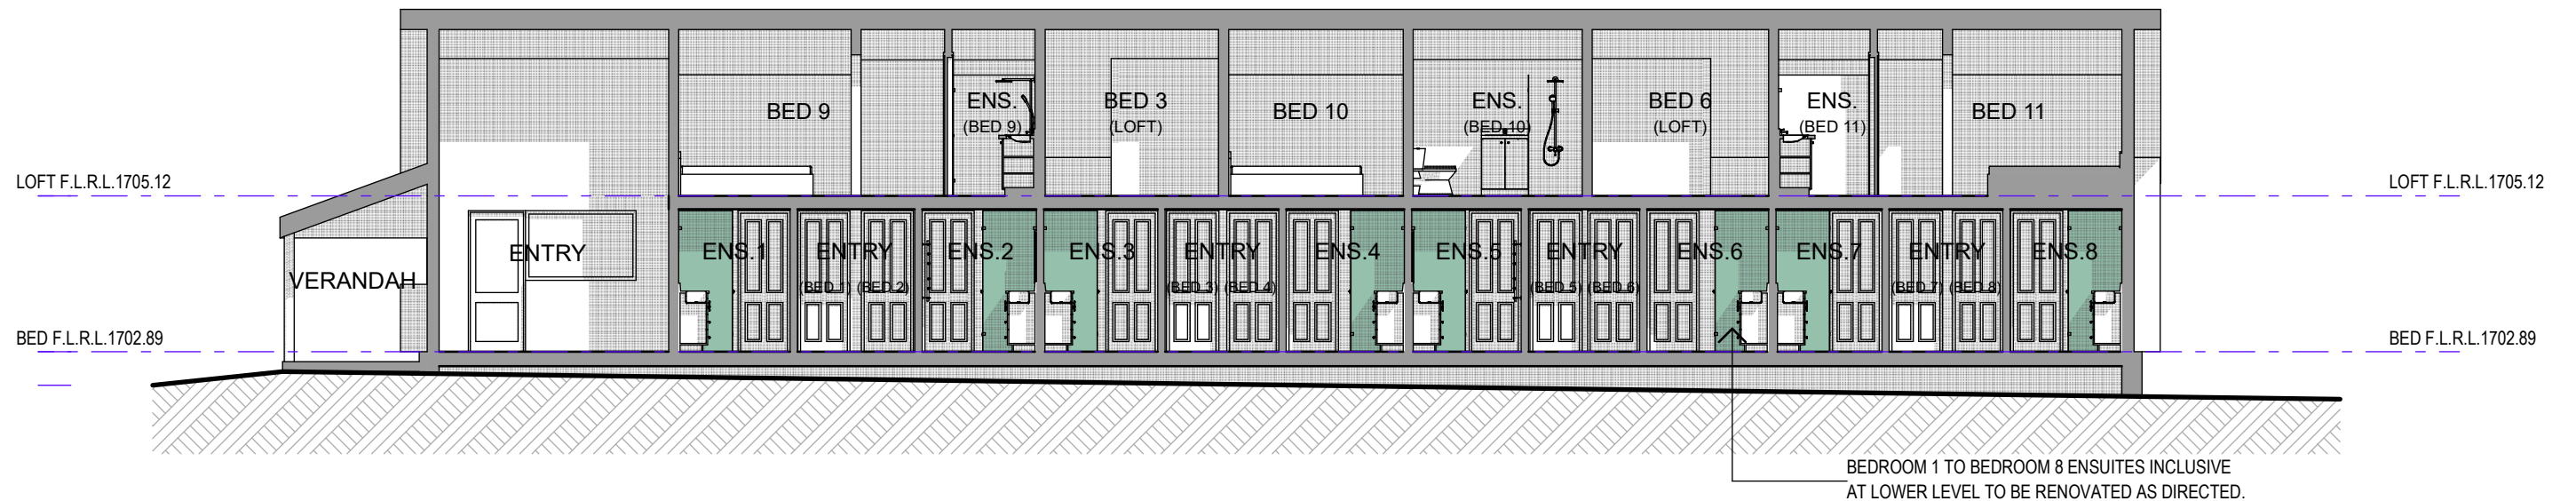 BED 9
ENS.
(BED 9)
BED 3
(LOFT)
BED 10
ENS.
(BED 10)
BED 6
(LOFT)
ENS.
(BED 11)
BED 11
LOFT F.L.R.L.1705.12
LOFT F.L.R.L.1705.12
VERANDAH
ENTRY
ENS.1
ENTRY
(BED 1) (BED 2)
ENS.2
ENS.3
ENTRY
(BED 3) (BED 4)
ENS.4
ENS.5
ENTRY
(BED 5) (BED 6)
ENS.6
ENS.7
ENTRY
(BED 7) (BED 8)
ENS.8
BED F.L.R.L.1702.89
BED F.L.R.L.1702.89
BEDROOM 1 TO BEDROOM 8 ENSUITES INCLUSIVE
AT LOWER LEVEL TO BE RENOVATED AS DIRECTED.